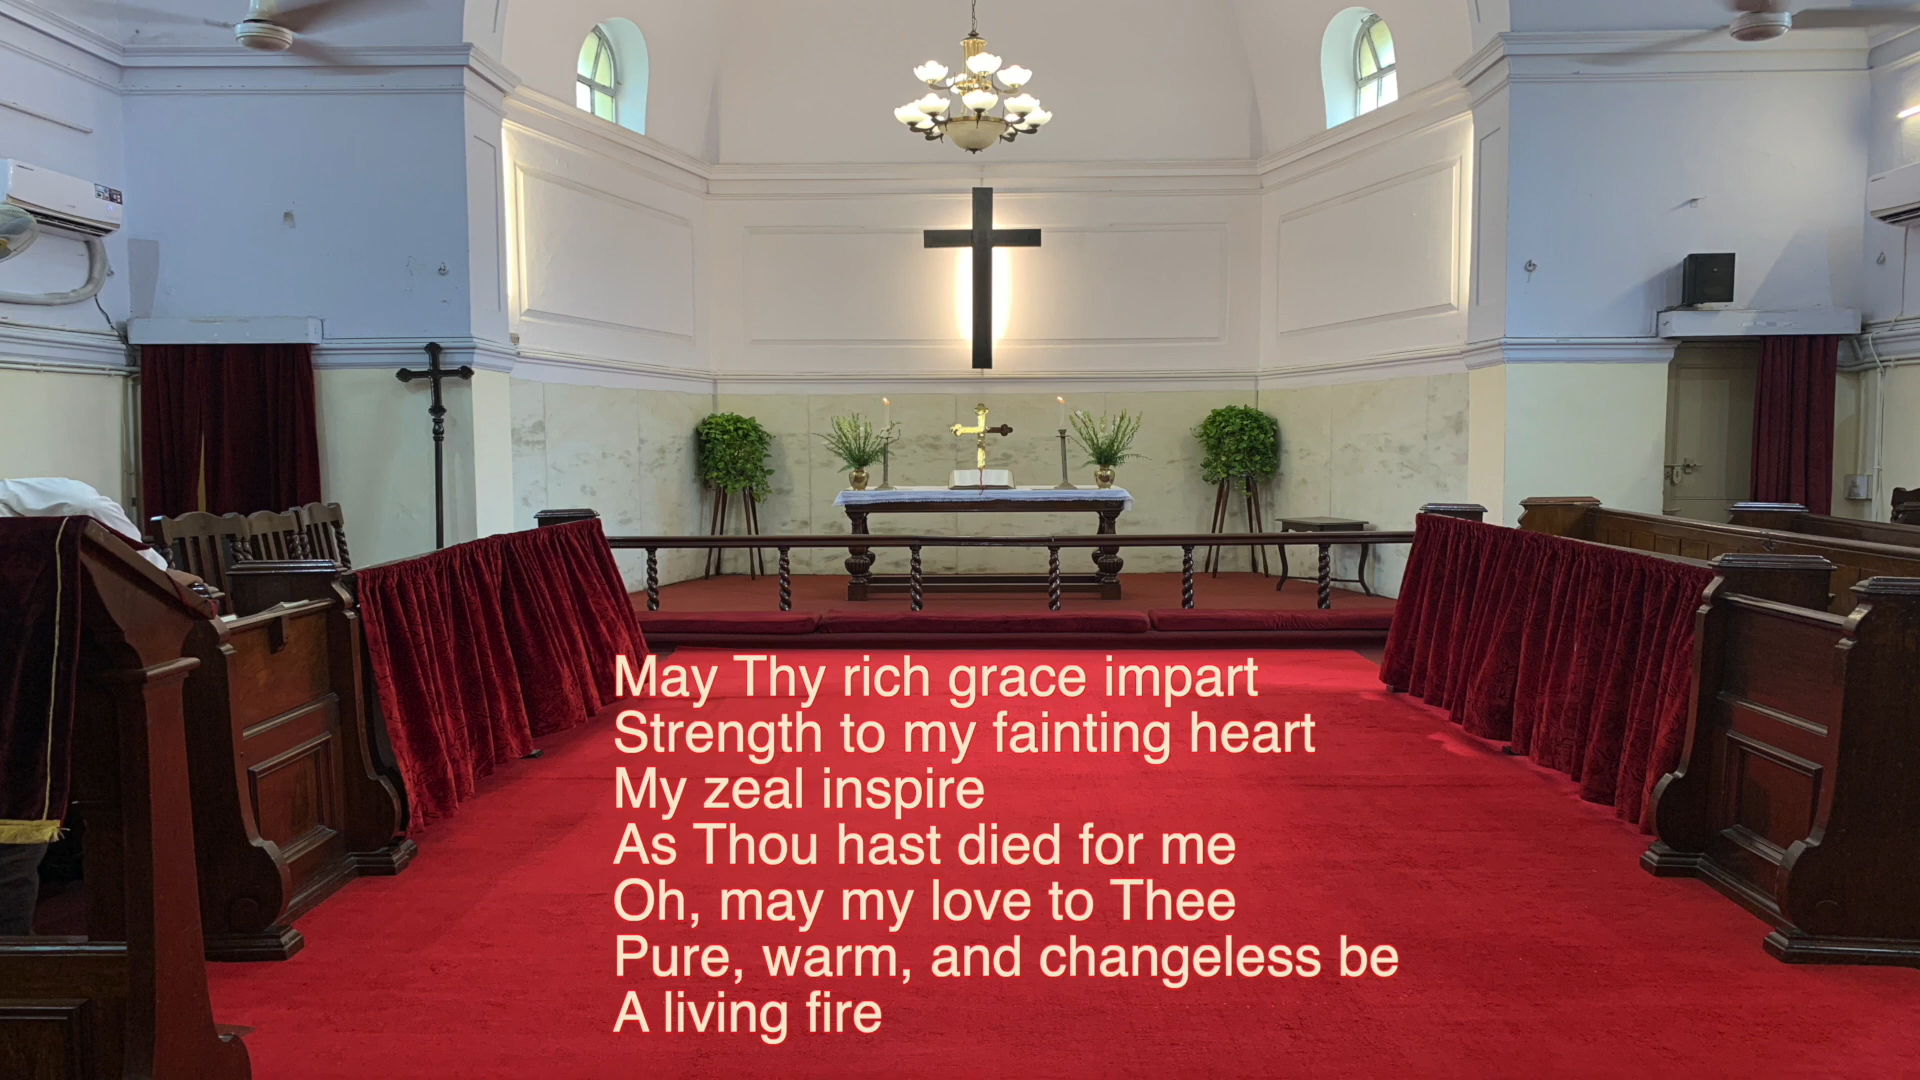 May Thy rich grace impart
Strength to my fainting heart
My zeal inspire
As Thou hast died for me
Oh, may my love to Thee
Pure, warm, and changeless be
A living fire